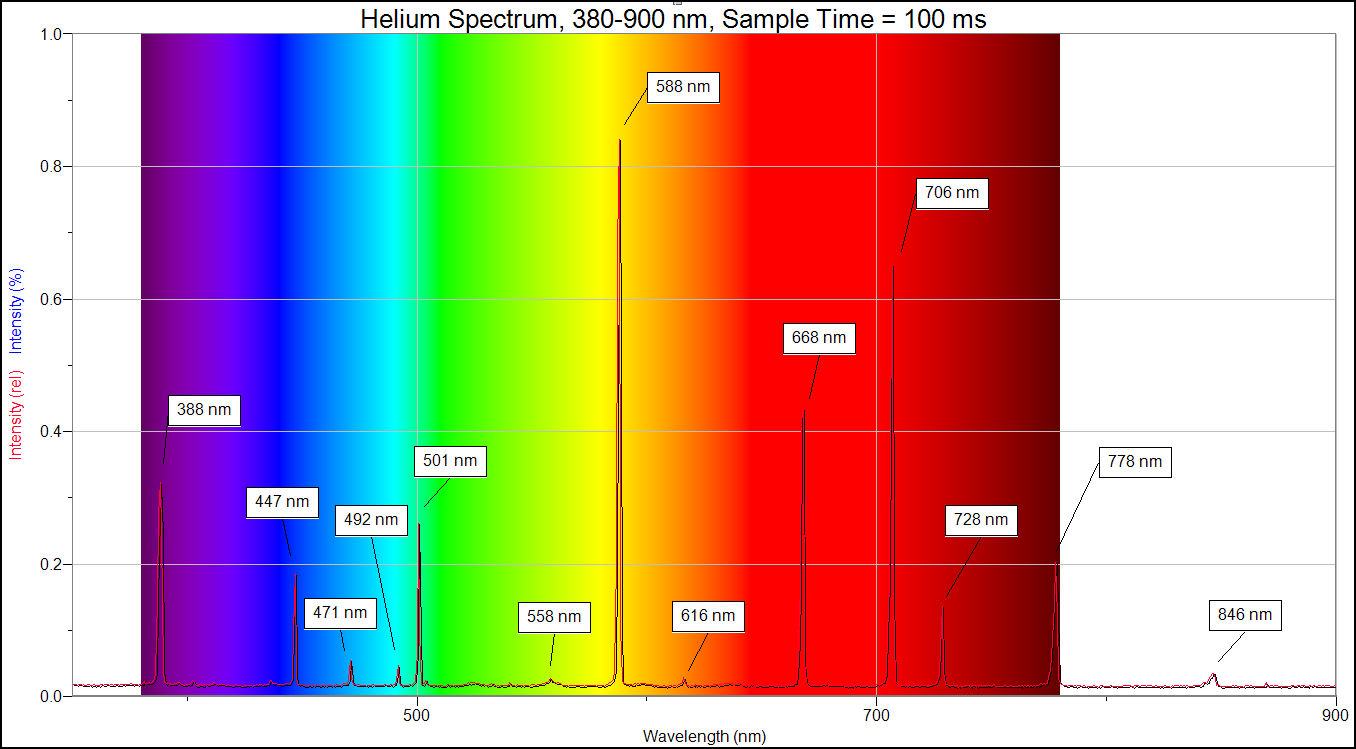 Helium Spectrum, 380-900 nm, Sample Time = 100 ms
1.0
0.8
0.6
0.4
0.2
0.0
Intensity (rel) Intensity (%)
588 nm
706 nm
668 nm
388 nm
501 nm
778 nm
447 nm
492 nm
728 nm
471 nm
558 nm
616 nm
846 nm
500
700
900
Wavelength (nm)